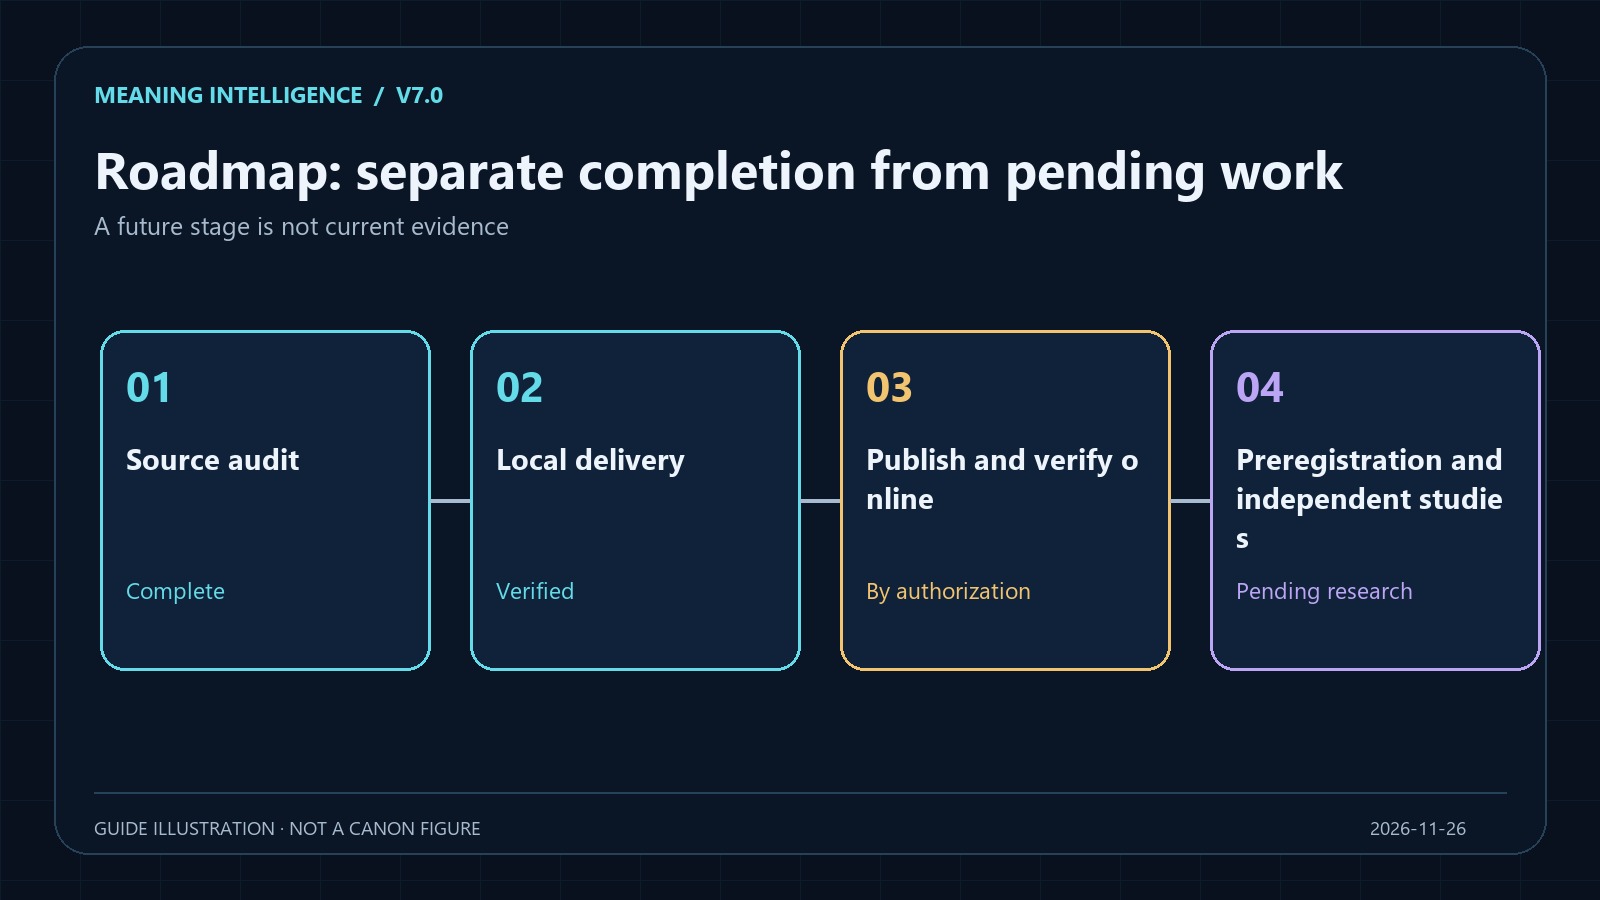 MEANING INTELLIGENCE / V7.0
Roadmap: separate completion from pending work
A future stage is not current evidence
01
Source audit
Complete
02
Local delivery
Verified
03
Publish and verify o
nline
By authorization
04
Preregistration and
independent studie
s
Pending research
GUIDE ILLUSTRATION · NOT A CANON FIGURE
2026-11-26